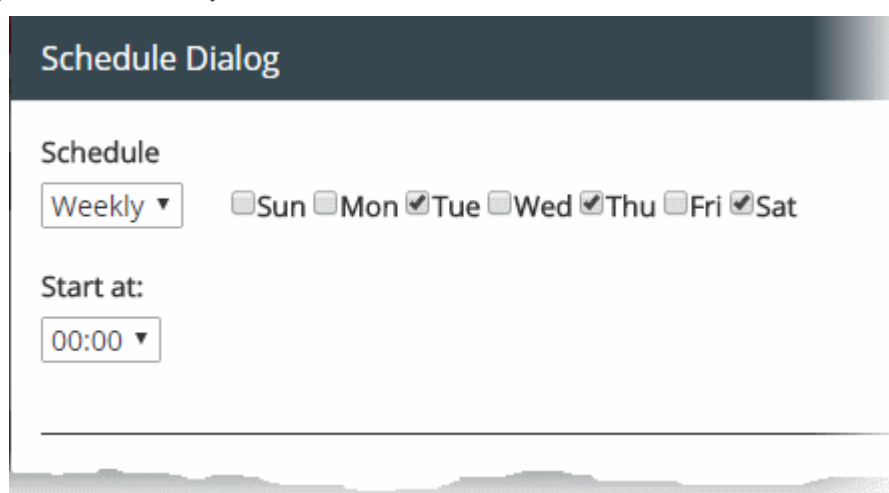 Schedule Dialog
Schedule
Weekly Sun Mon Tue Wed Thu Fri Sat
Start at:
00:00